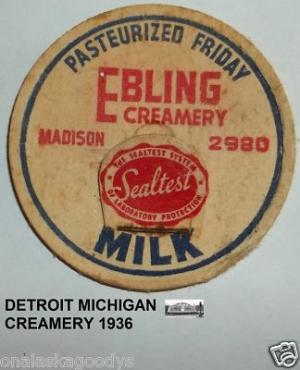 PASTEURIZED FRIDAY
EBLING
CREAMERY
MADISON 2980
THE SEALTEST SYSTEM
Sealtest
OF LABORATORY PROTECTION
MILK
DETROIT MICHIGAN
CREAMERY 1936
onalaskagoodys